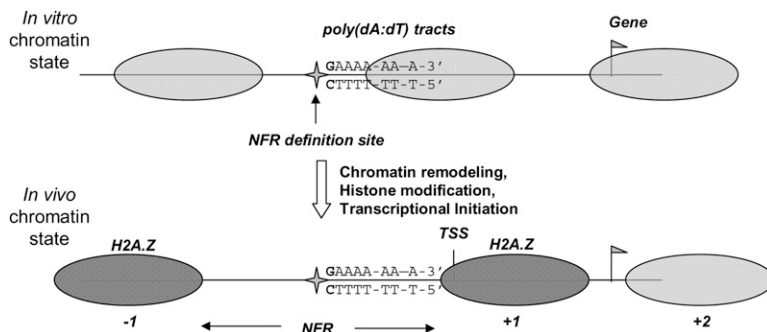 In vitro
chromatin
state
poly(dA:dT) tracts
Gene
GAAAA-AA—A-3’
CTTTT-TT-T-5’
NFR definition site
Chromatin remodeling,
Histone modification,
Transcriptional Initiation
In vivo
chromatin
state
H2A.Z
TSS
H2A.Z
GAAAA-AA—A-3’
CTTTT-TT-T-5’
-1
NFR
+1
+2